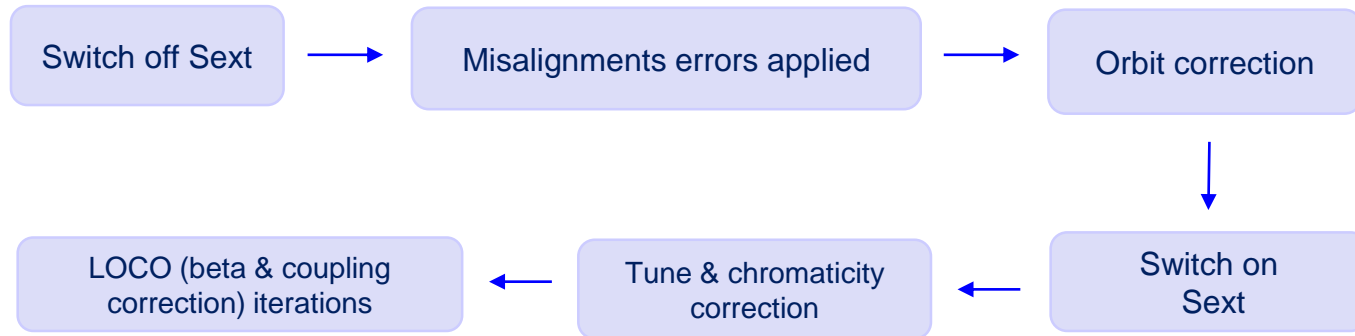 Switch off Sext
Misalignments errors applied
Orbit correction
Switch on
Sext
Tune & chromaticity
correction
LOCO (beta & coupling
correction) iterations